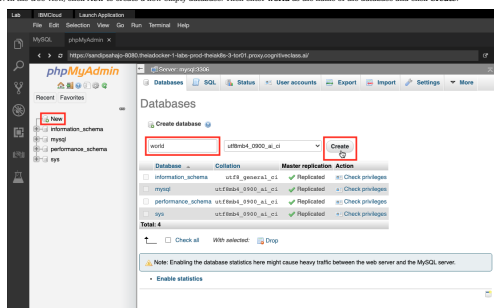 Lab IBMCloud Launch Application
File Edit Selection View Go Run Terminal Help
MySQL phpMyAdmin ×
https://sandipsahajo-8080.theiadocker-1-labs-prod-theiak8s-3-tor01.proxy.cognitiveclass.ai/
phpMyAdmin
Recent Favorites
New
information_schema
mysql
performance_schema
sys
Server: mysql:3306
Databases SQL Status User accounts Export Import Settings More
Databases
Create database
world utf8mb4_0900_ai_ci Create
Database Collation Master replication Action
information_schema utf8_general_ci Replicated Check privileges
mysql utf8mb4_0900_ai_ci Replicated Check privileges
performance_schema utf8mb4_0900_ai_ci Replicated Check privileges
sys utf8mb4_0900_ai_ci Replicated Check privileges
Total: 4
Check all With selected: Drop
Note: Enabling the database statistics here might cause heavy traffic between the web server and the MySQL server.
Enable statistics